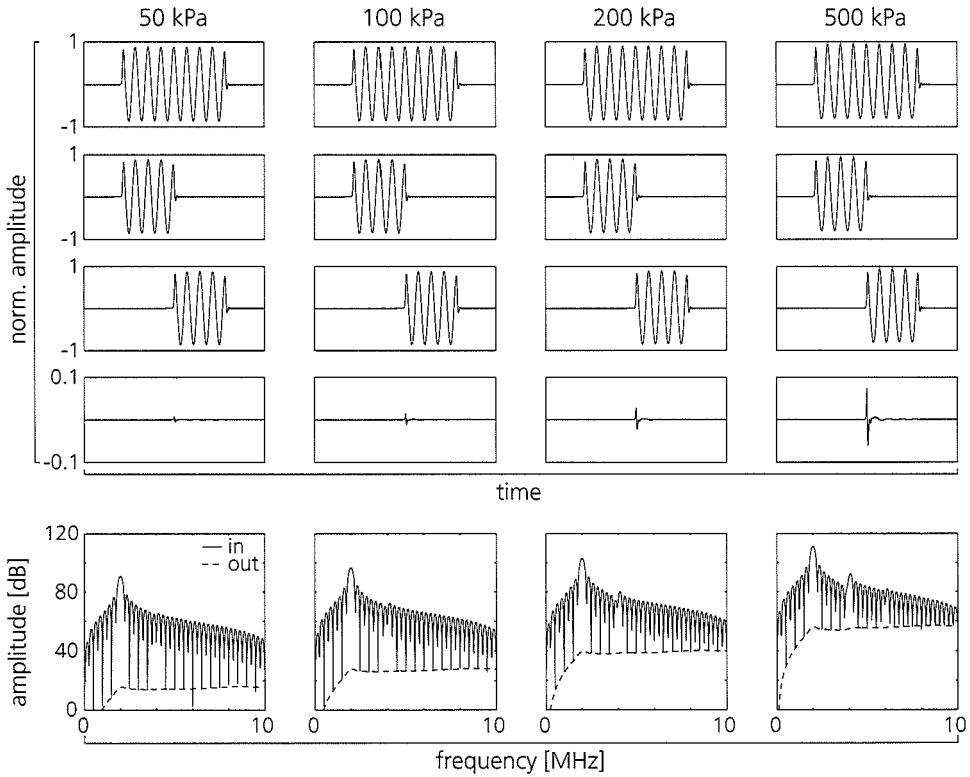 50 kPa 100 kPa 200 kPa 500 kPa
norm. amplitude
1
-1
1
-1
1
-1
0.1
-0.1
time
amplitude [dB]
120
80
40
0
in
out
0 10 0 10 0 10 0 10
frequency [MHz]